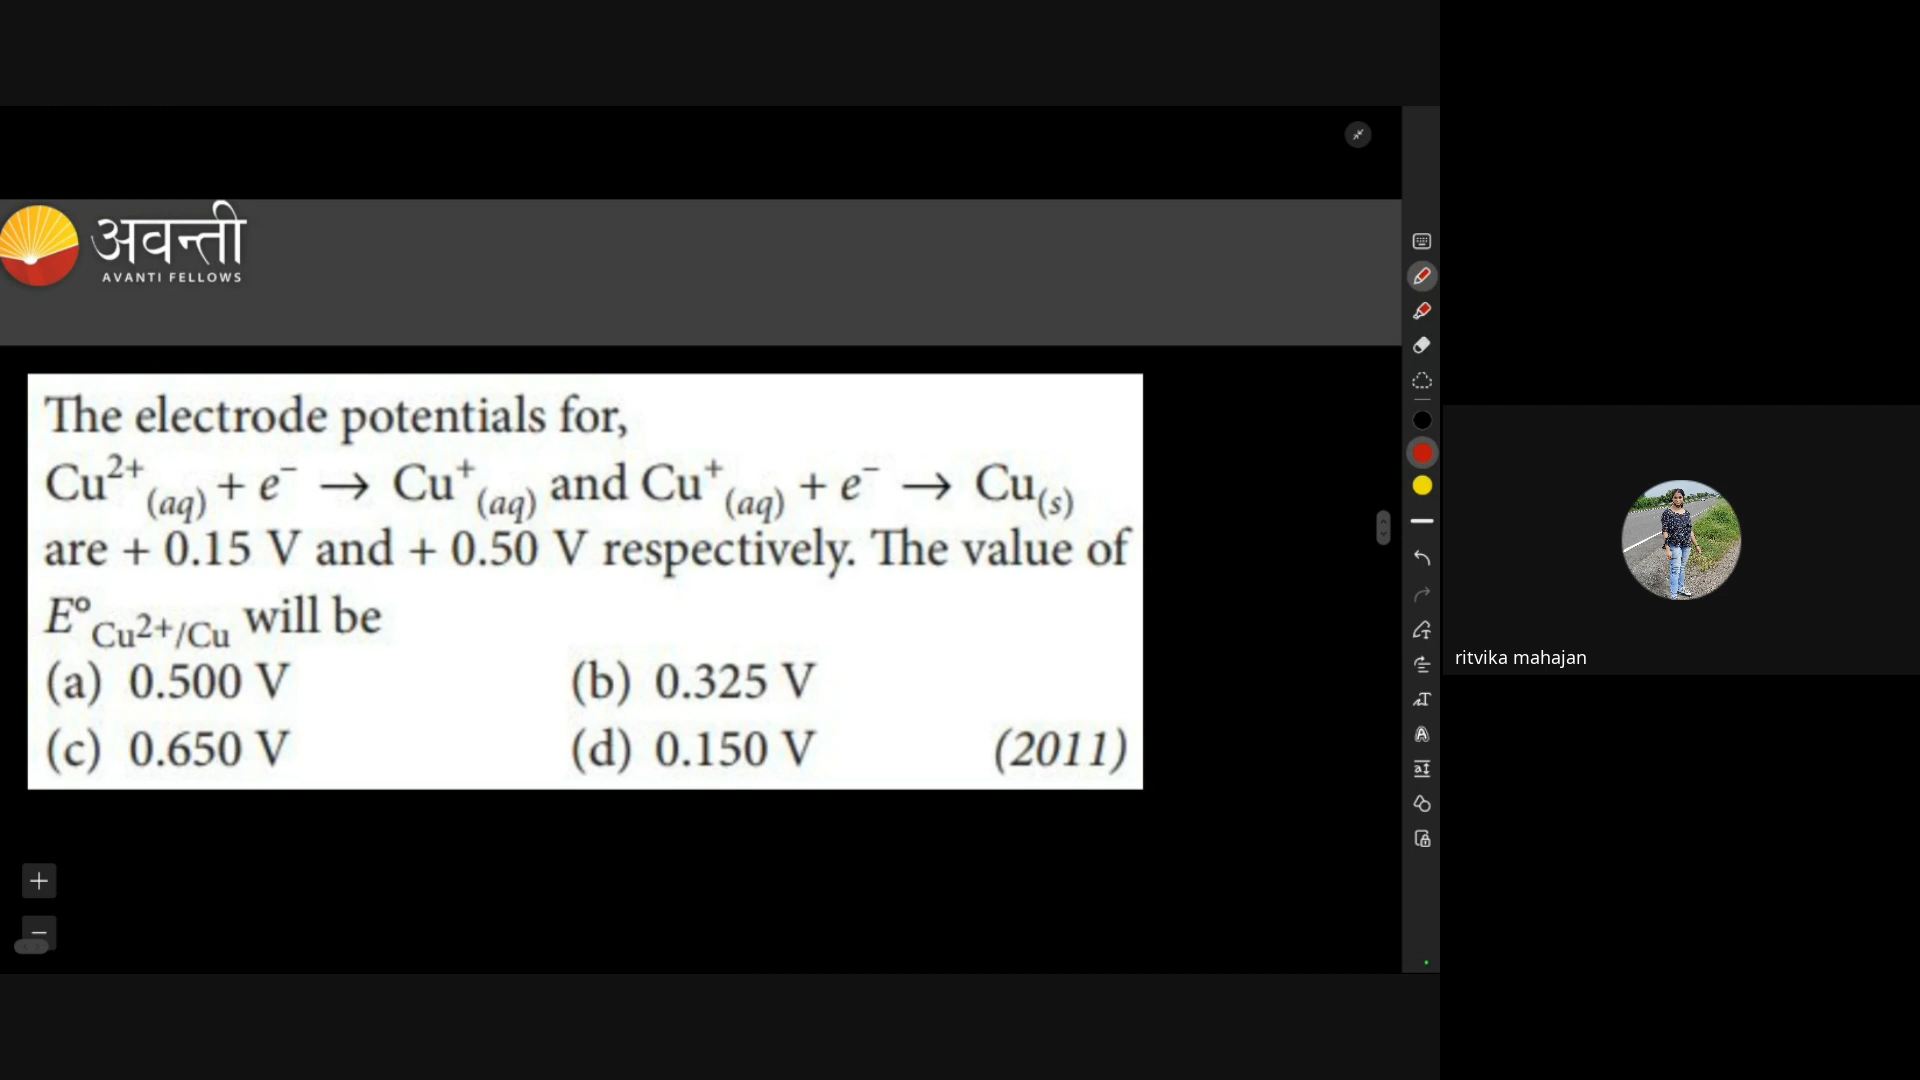 अवन्ती
AVANTI FELLOWS
The electrode potentials for,
Cu²⁺(aq) + e⁻ → Cu⁺(aq) and Cu⁺(aq) + e⁻ → Cu(s)
are + 0.15 V and + 0.50 V respectively. The value of
E°Cu2+/Cu will be
(a) 0.500 V (b) 0.325 V
(c) 0.650 V (d) 0.150 V (2011)
ritvika mahajan